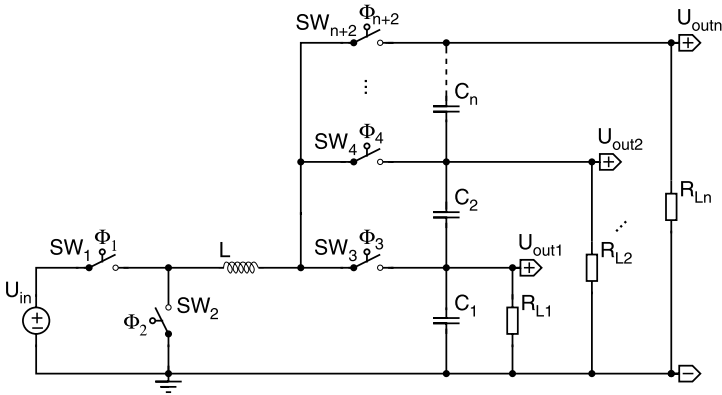 SWn+2 Φn+2 Uoutn
...
Cn
SW4 Φ4 Uout2
RLn
C2
...
SW1 Φ1 L SW3 Φ3 Uout1
RL2
Uin
SW2
Φ2 C1 RL1